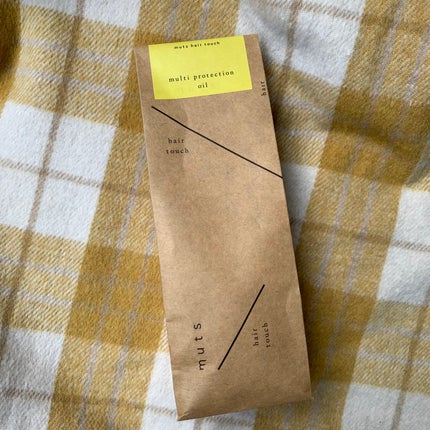 muts hair touch
multi protection
oil
hair
hair
touch
muts
hair
touch